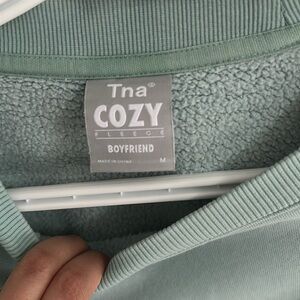 Tna®
COZY
FLEECE
BOYFRIEND
MADE IN CHINA M